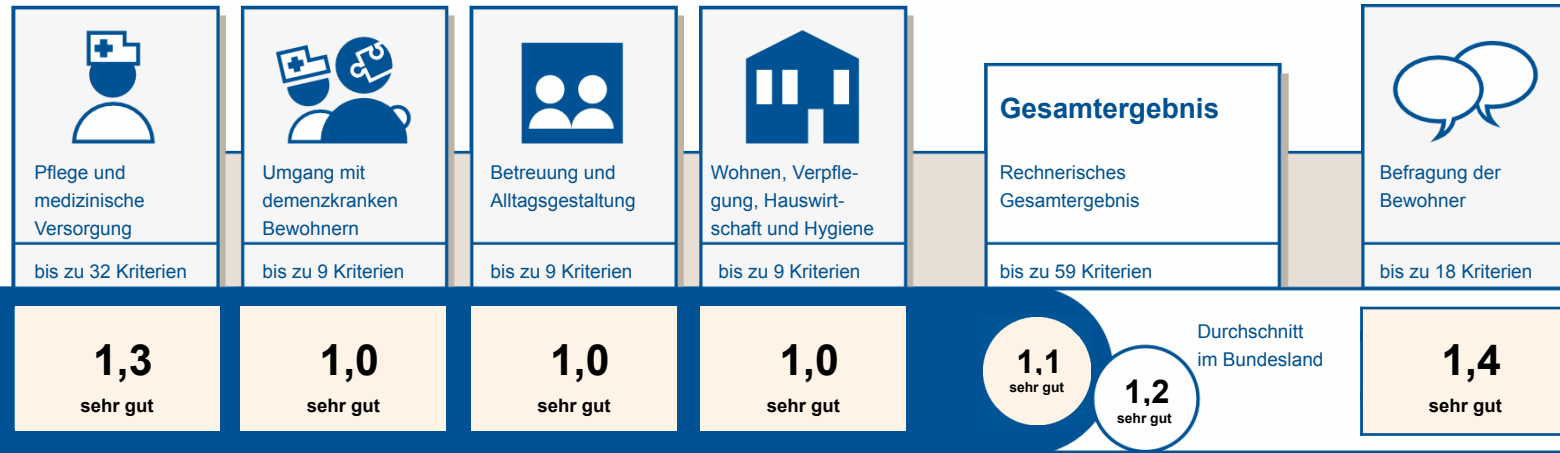 Pflege und
medizinische
Versorgung
bis zu 32 Kriterien
1,3
sehr gut
Umgang mit
demenzkranken
Bewohnern
bis zu 9 Kriterien
1,0
sehr gut
Betreuung und
Alltagsgestaltung
bis zu 9 Kriterien
1,0
sehr gut
Wohnen, Verpfle-
gung, Hauswirt-
schaft und Hygiene
bis zu 9 Kriterien
1,0
sehr gut
Gesamtergebnis
Rechnerisches
Gesamtergebnis
bis zu 59 Kriterien
1,1
sehr gut
1,2
sehr gut
Durchschnitt
im Bundesland
Befragung der
Bewohner
bis zu 18 Kriterien
1,4
sehr gut